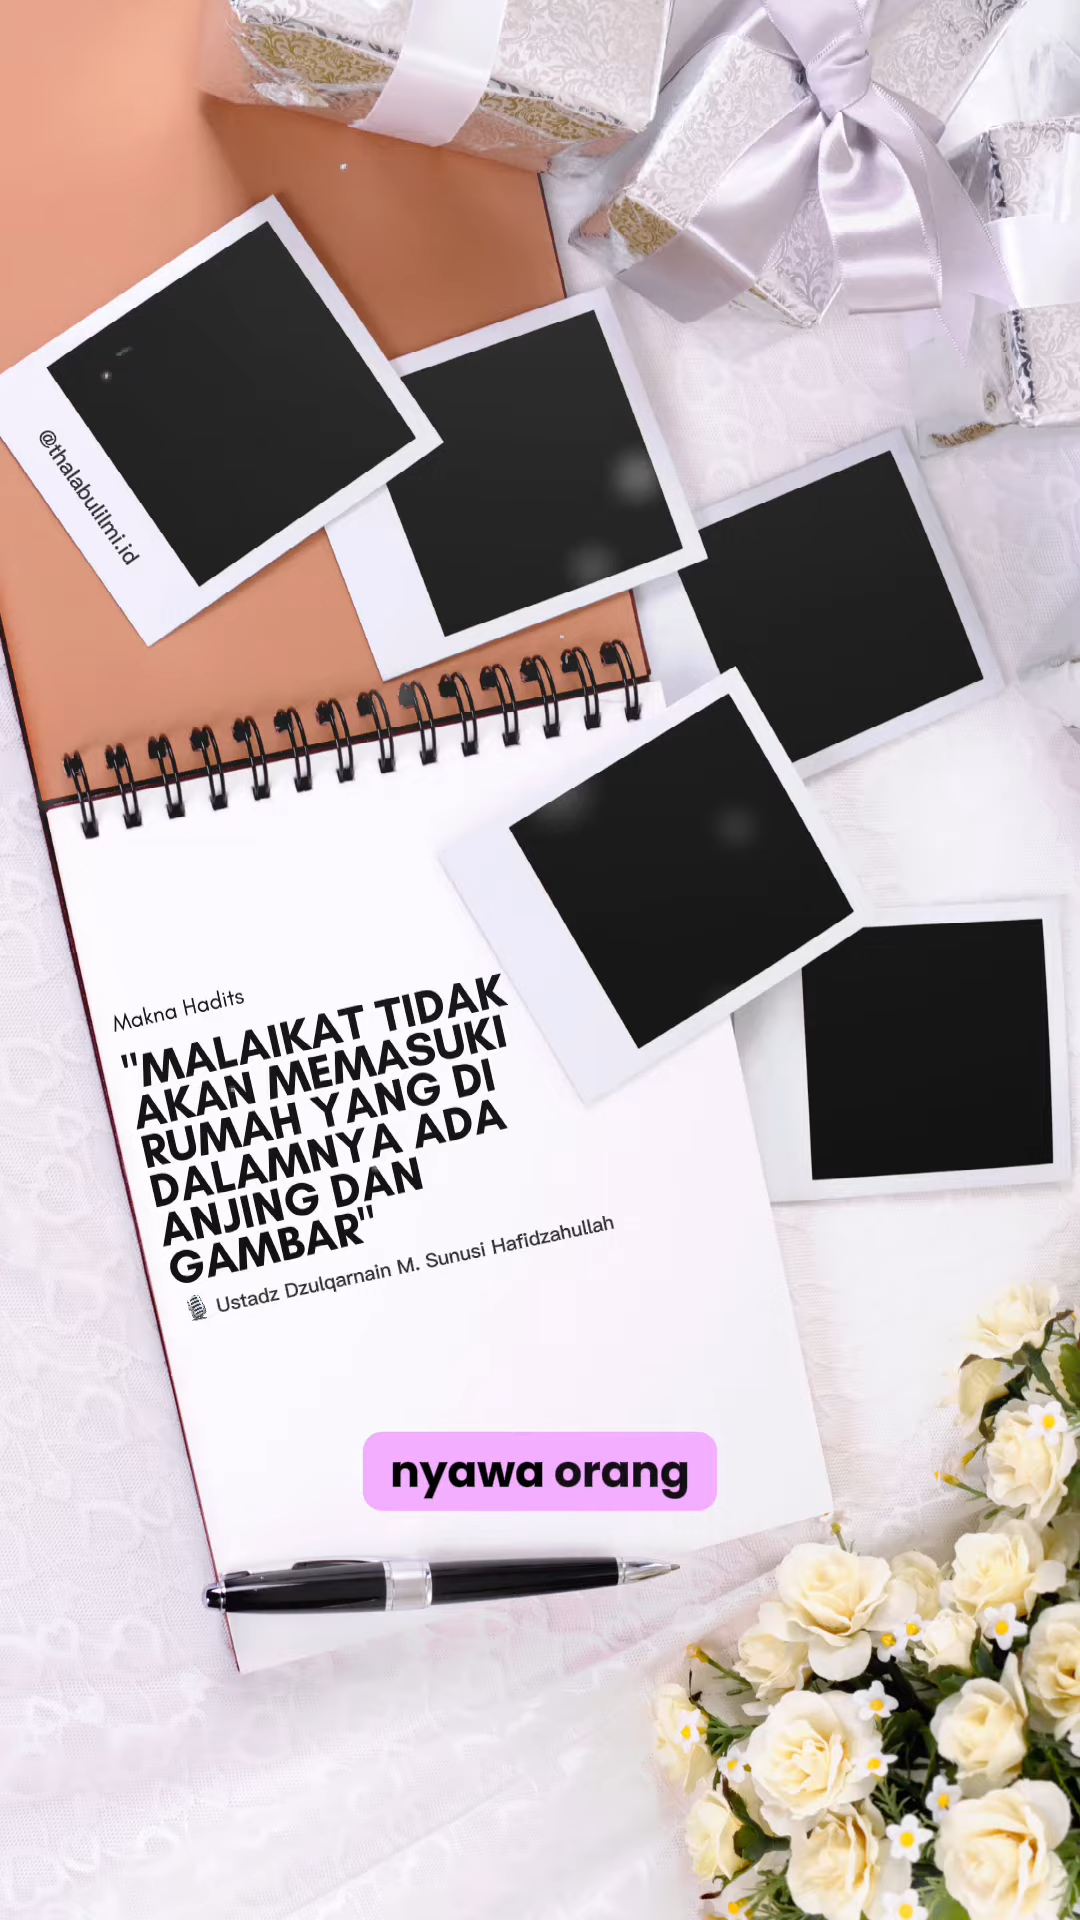 @thalabulilmi.id
Makna Hadits
"MALAIKAT TIDAK
AKAN MEMASUKI
RUMAH YANG DI
DALAMNYA ADA
ANJING DAN
GAMBAR"
Ustadz Dzulqarnain M. Sunusi Hafidzahullah
nyawa orang